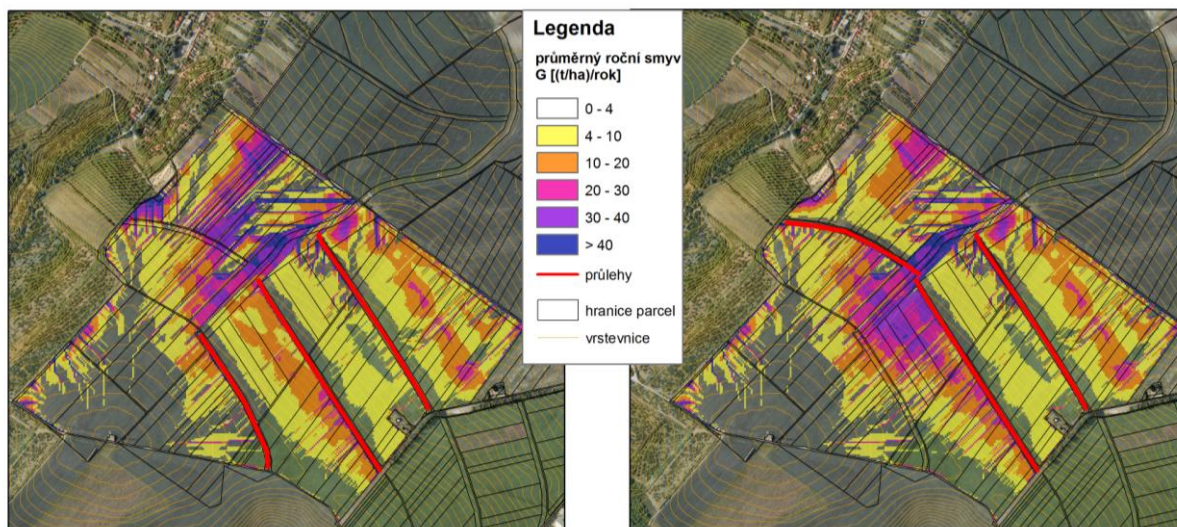 Legenda
průměrný roční smyv
G [(t/ha)/rok]
0 - 4
4 - 10
10 - 20
20 - 30
30 - 40
> 40
průlehy
hranice parcel
vrstevnice